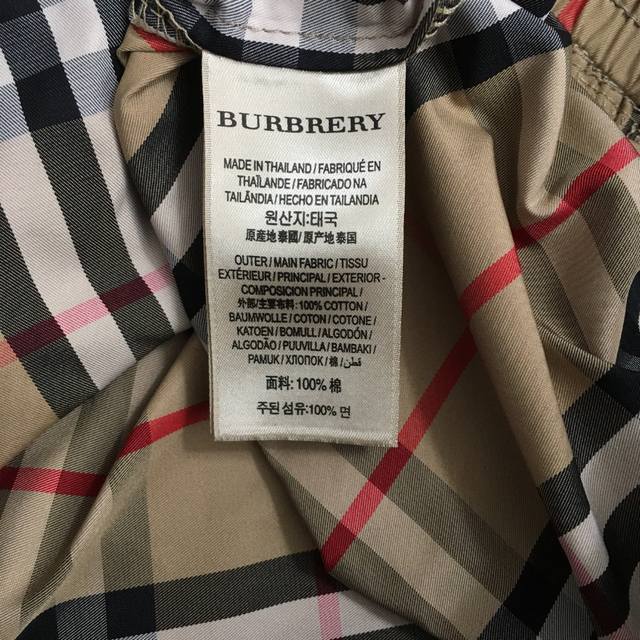 BURBRERY
MADE IN THAILAND / FABRIQUÉ EN
THAÏLANDE / FABRICADO NA
TAILÂNDIA / HECHO EN TAILANDIA
원산지:태국
原産地 泰國 / 原产地 泰国
OUTER / MAIN FABRIC / TISSU
EXTÉRIEUR / PRINCIPAL / EXTERIOR -
COMPOSICION PRINCIPAL /
外部/主要布料: 100% COTTON /
BAUMWOLLE / COTON / COTONE /
KATOEN / BOMULL / ALGODÓN /
ALGODÃO / PUUVILLA / BAMBAKI /
PAMUK / ХЛОПОК / 棉 / قطن /
面料: 100% 棉
주된 섬유:100% 면